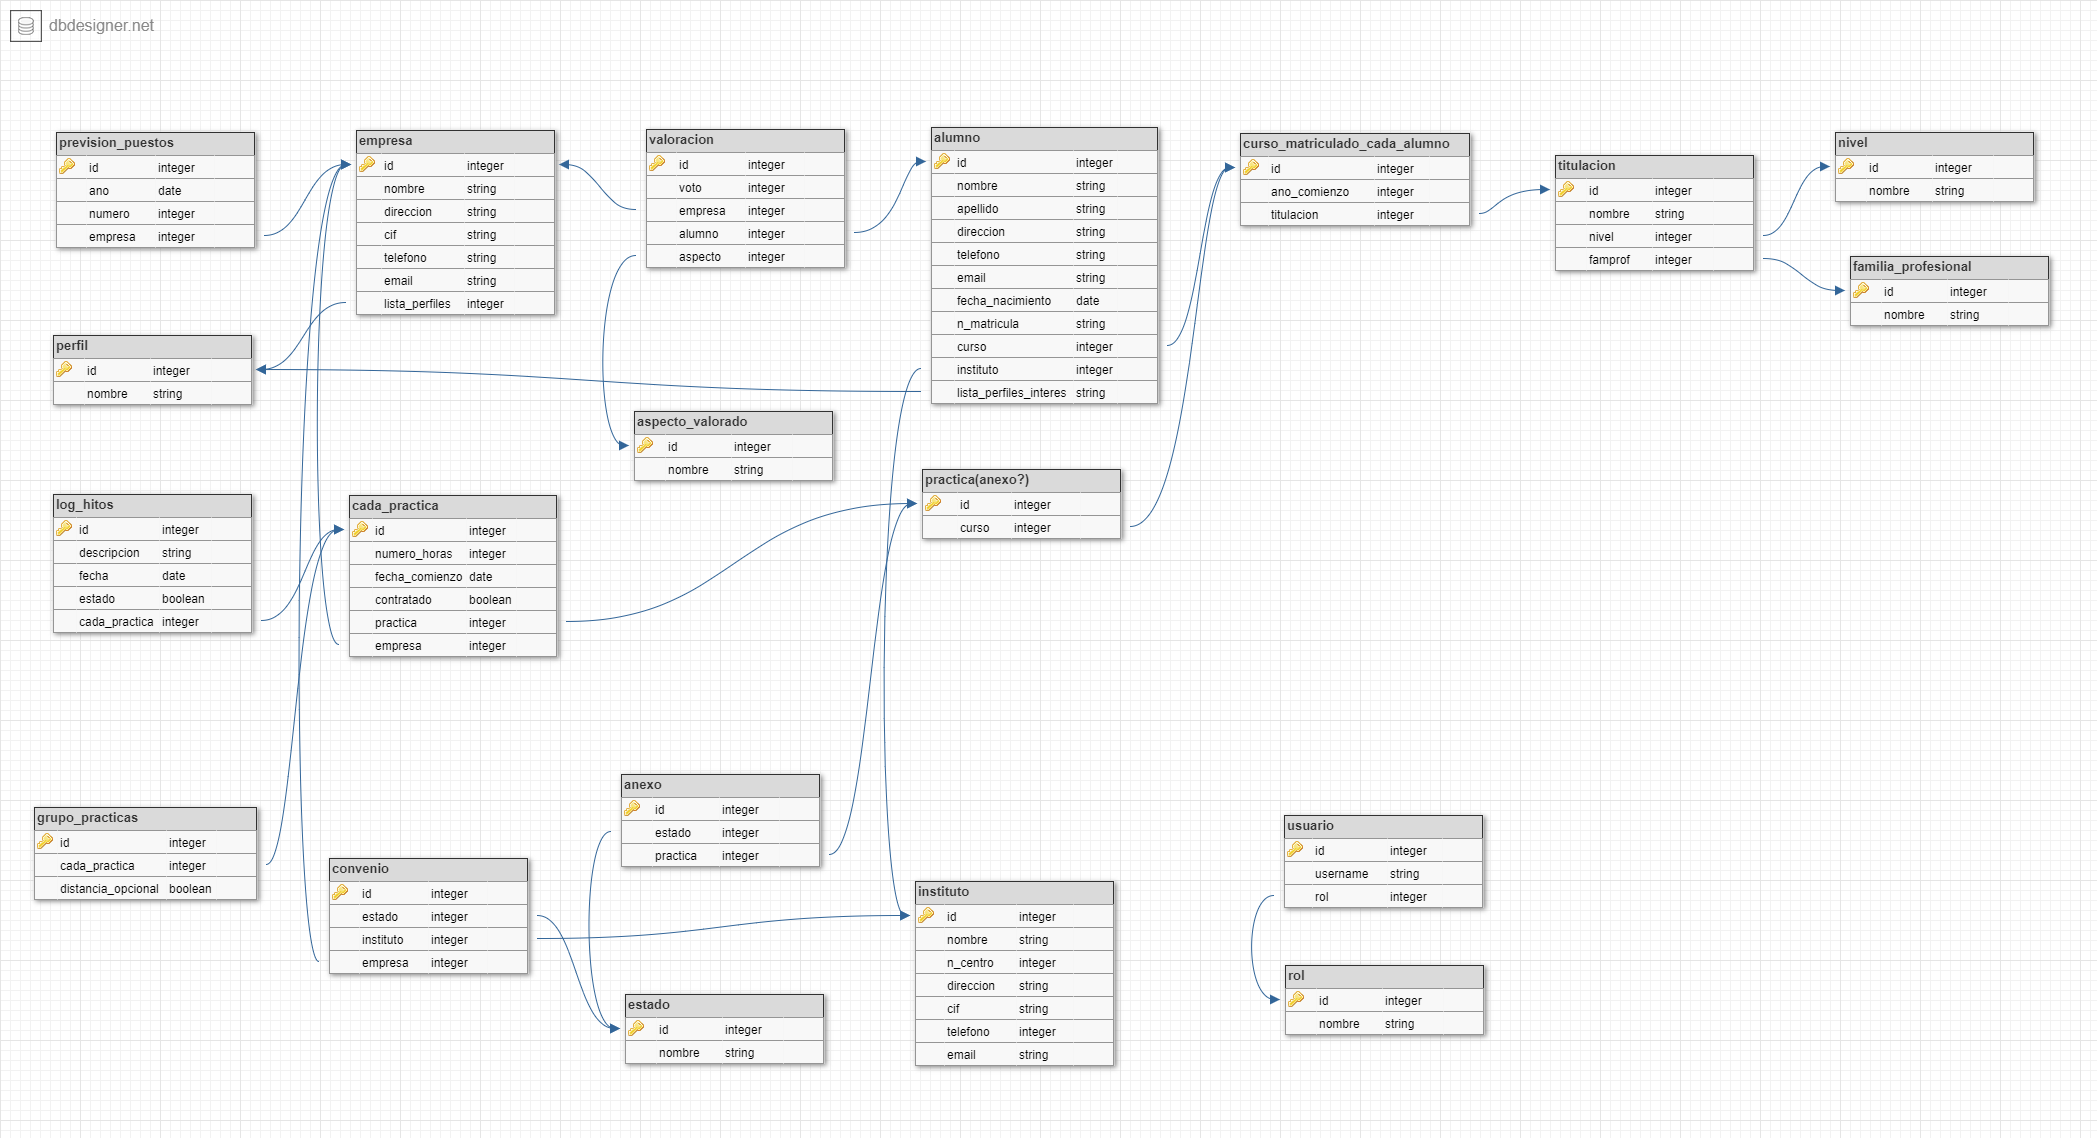 dbdesigner.net
prevision_puestos
id integer
ano date
numero integer
empresa integer
empresa
id integer
nombre string
direccion string
cif string
telefono string
email string
lista_perfiles integer
valoracion
id integer
voto integer
empresa integer
alumno integer
aspecto integer
alumno
id integer
nombre string
apellido string
direccion string
telefono string
email string
fecha_nacimiento date
n_matricula string
curso integer
instituto integer
lista_perfiles_interes string
curso_matriculado_cada_alumno
id integer
ano_comienzo integer
titulacion integer
titulacion
id integer
nombre string
nivel integer
famprof integer
nivel
id integer
nombre string
familia_profesional
id integer
nombre string
perfil
id integer
nombre string
aspecto_valorado
id integer
nombre string
practica(anexo?)
id integer
curso integer
log_hitos
id integer
descripcion string
fecha date
estado boolean
cada_practica integer
cada_practica
id integer
numero_horas integer
fecha_comienzo date
contratado boolean
practica integer
empresa integer
grupo_practicas
id integer
cada_practica integer
distancia_opcional boolean
convenio
id integer
estado integer
instituto integer
empresa integer
anexo
id integer
estado integer
practica integer
estado
id integer
nombre string
instituto
id integer
nombre string
n_centro integer
direccion string
cif string
telefono integer
email string
usuario
id integer
username string
rol integer
rol
id integer
nombre string